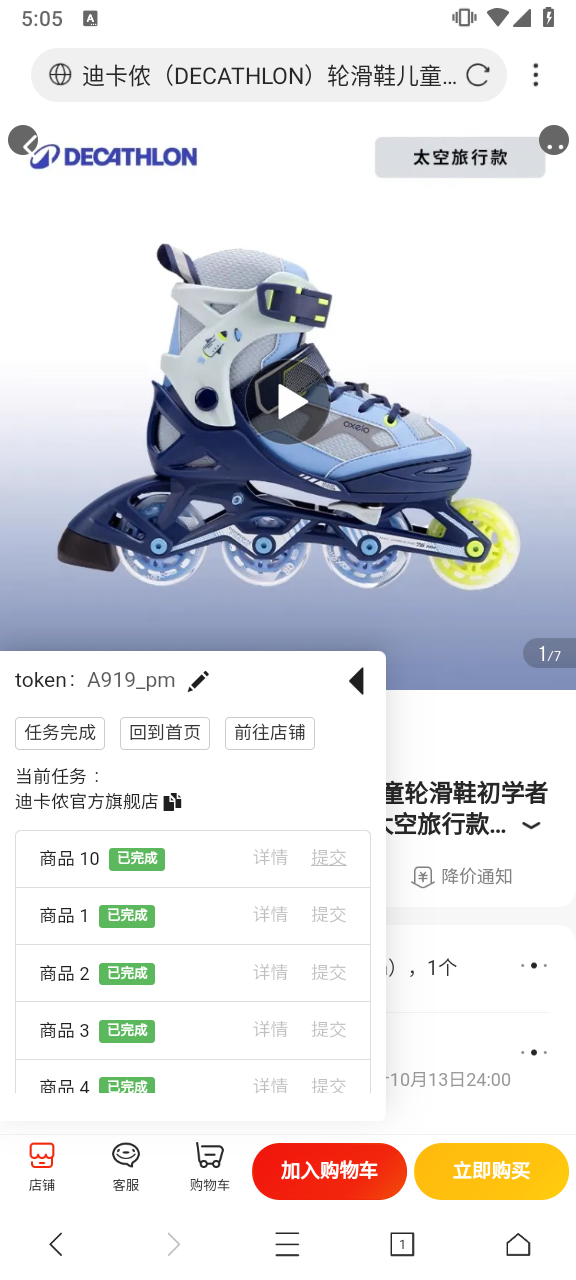 5:05
A
迪卡侬（DECATHLON）轮滑鞋儿童...
DECATHLON
太空旅行款
oxelo
1/7
token： A919_pm
任务完成
回到首页
前往店铺
当前任务：
迪卡侬官方旗舰店
童轮滑鞋初学者
太空旅行款...
降价通知
商品 10 已完成 详情 提交
商品 1 已完成 详情 提交
商品 2 已完成 详情 提交
商品 3 已完成 详情 提交
商品 4 已完成 详情 提交
），1个
10月13日24:00
店铺
客服
购物车
加入购物车
立即购买
1